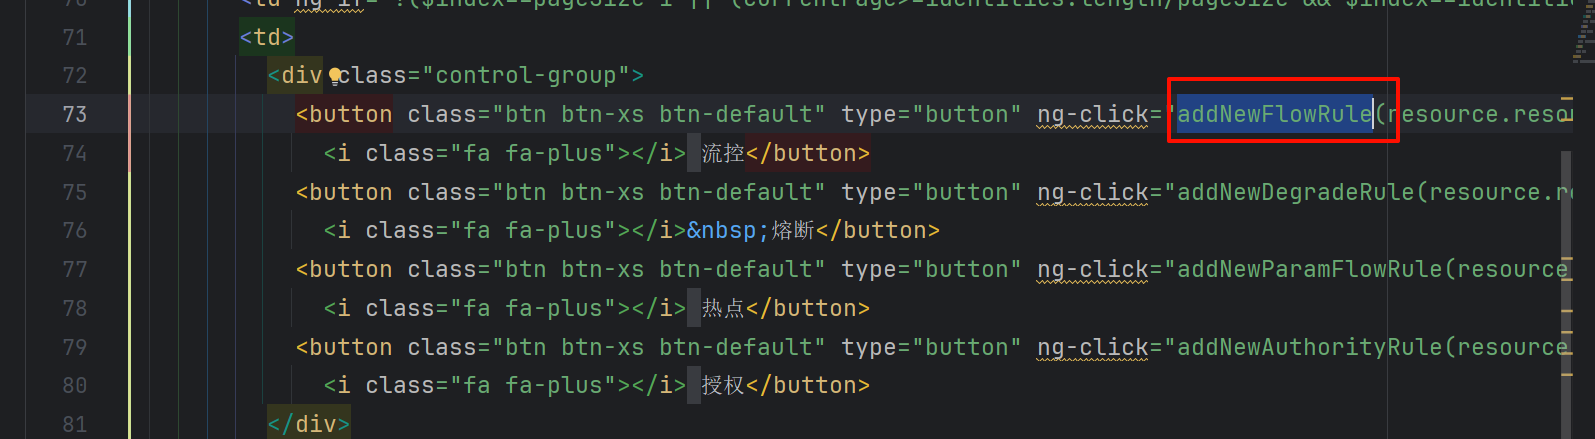 70 <td ng-if="!($index==pageSize-1 || (currentPage>=identities.length/pageSize && $index==identitie
71 <td>
72 <div class="control-group">
73 <button class="btn btn-xs btn-default" type="button" ng-click="addNewFlowRule(resource.resou
74 <i class="fa fa-plus"></i> 流控</button>
75 <button class="btn btn-xs btn-default" type="button" ng-click="addNewDegradeRule(resource.re
76 <i class="fa fa-plus"></i>&nbsp;熔断</button>
77 <button class="btn btn-xs btn-default" type="button" ng-click="addNewParamFlowRule(resource
78 <i class="fa fa-plus"></i> 热点</button>
79 <button class="btn btn-xs btn-default" type="button" ng-click="addNewAuthorityRule(resource
80 <i class="fa fa-plus"></i> 授权</button>
81 </div>